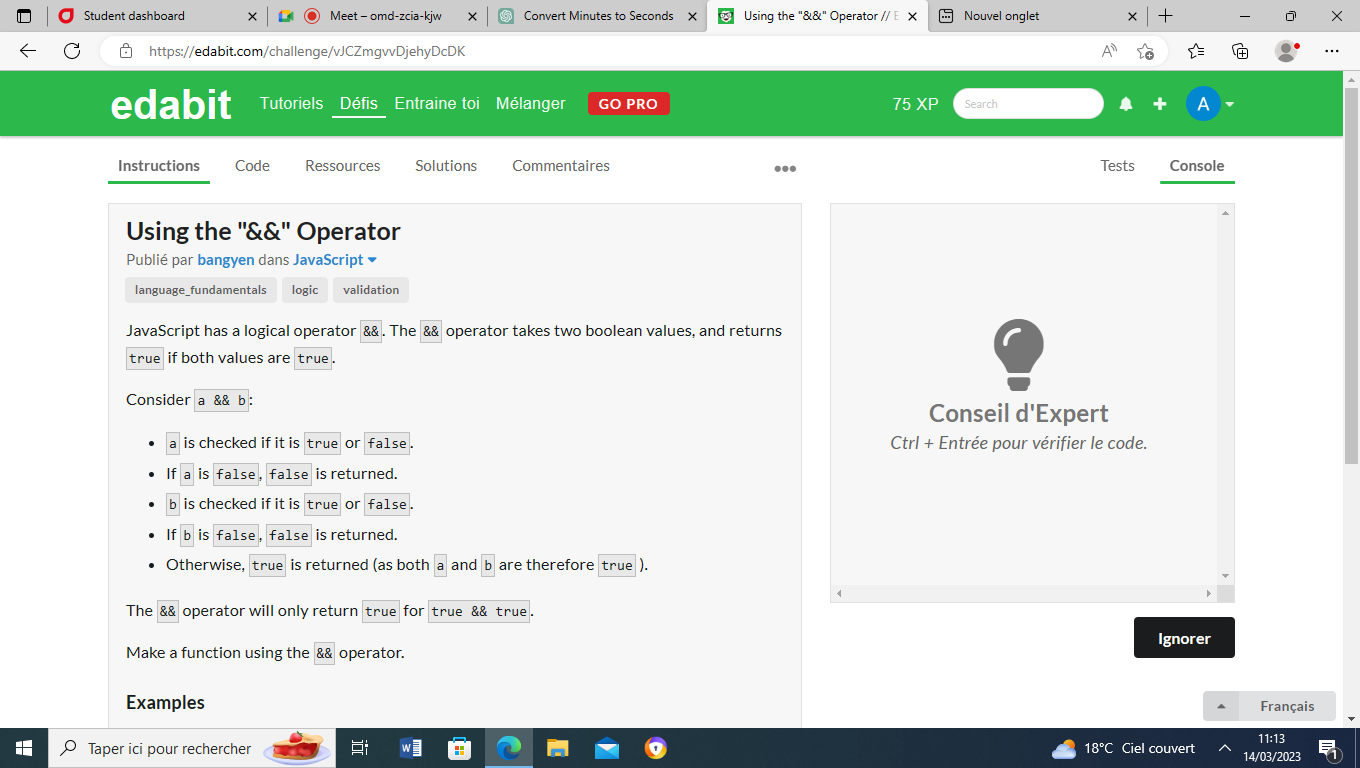 Student dashboard
Meet – omd-zcia-kjw
Convert Minutes to Seconds
Using the "&&" Operator // E
Nouvel onglet
https://edabit.com/challenge/vJCZmgvvDjehyDcDK
edabit Tutoriels Défis Entraine toi Mélanger GO PRO 75 XP Search A
Instructions Code Ressources Solutions Commentaires ••• Tests Console
Using the "&&" Operator
Publié par bangyen dans JavaScript
language_fundamentals logic validation
JavaScript has a logical operator &&. The && operator takes two boolean values, and returns
true if both values are true.
Consider a && b:
• a is checked if it is true or false.
• If a is false, false is returned.
• b is checked if it is true or false.
• If b is false, false is returned.
• Otherwise, true is returned (as both a and b are therefore true ).
The && operator will only return true for true && true.
Make a function using the && operator.
Examples
Conseil d'Expert
Ctrl + Entrée pour vérifier le code.
Ignorer
Français
Taper ici pour rechercher
18°C Ciel couvert
11:13
14/03/2023
1